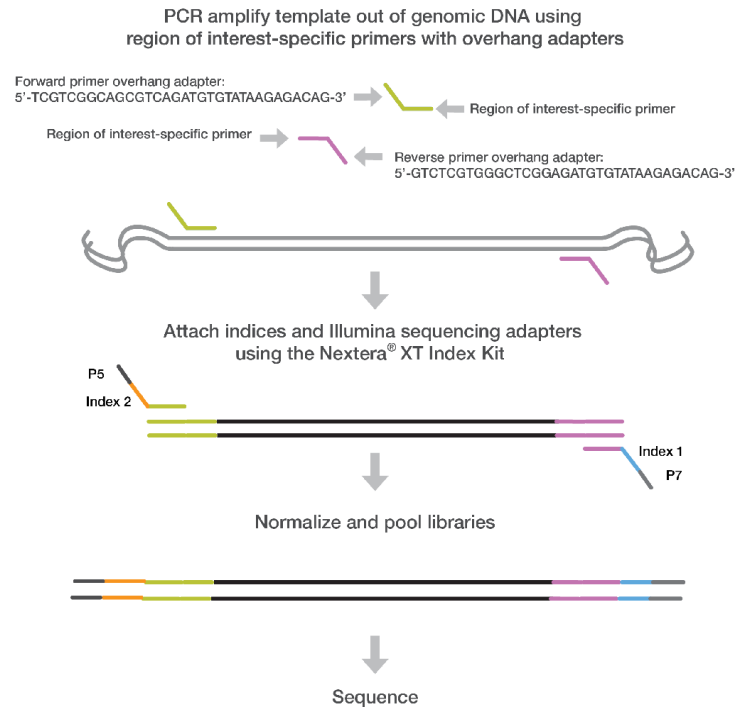 PCR amplify template out of genomic DNA using
region of interest-specific primers with overhang adapters
Forward primer overhang adapter:
5’-TCGTCGGCAGCGTCAGATGTGTATAAGAGACAG-3’
Region of interest-specific primer
Region of interest-specific primer
Reverse primer overhang adapter:
5’-GTCTCGTGGGCTCGGAGATGTGTATAAGAGACAG-3’
Attach indices and Illumina sequencing adapters
using the Nextera® XT Index Kit
P5
Index 2
Index 1
P7
Normalize and pool libraries
Sequence